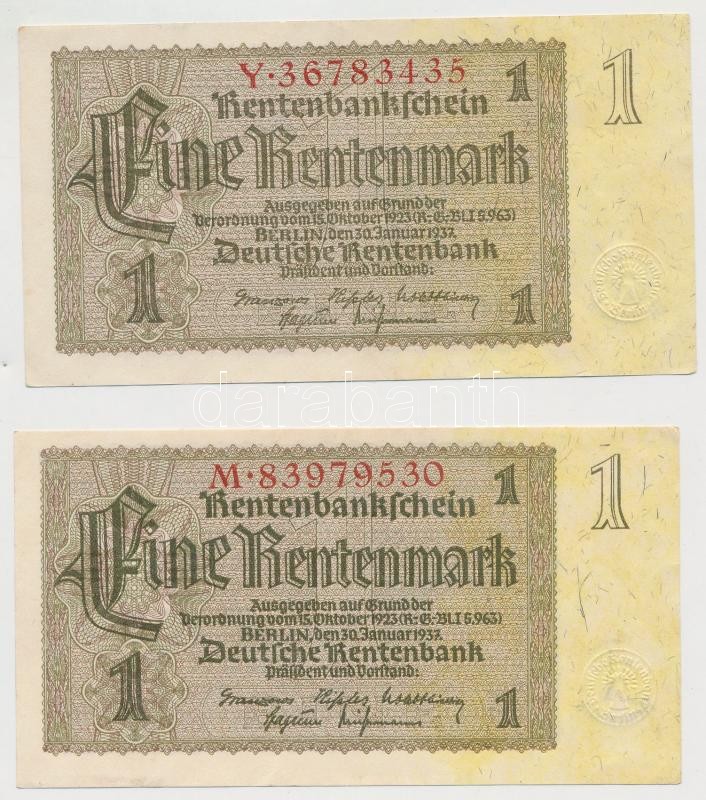 Y·36783435
Rentenbankschein 1 1
Eine Rentenmark
Ausgegeben auf Grund der
Verordnung vom 15. Oktober 1923 (R.-G.-Bl I S.963)
BERLIN, den 30. Januar 1937.
Deutsche Rentenbank
Präsident und Vorstand:
1 1
darabanth
M·83979530
Rentenbankschein 1 1
Eine Rentenmark
Ausgegeben auf Grund der
Verordnung vom 15. Oktober 1923 (R.-G.-Bl I S.963)
BERLIN, den 30. Januar 1937.
Deutsche Rentenbank
Präsident und Vorstand:
1 1